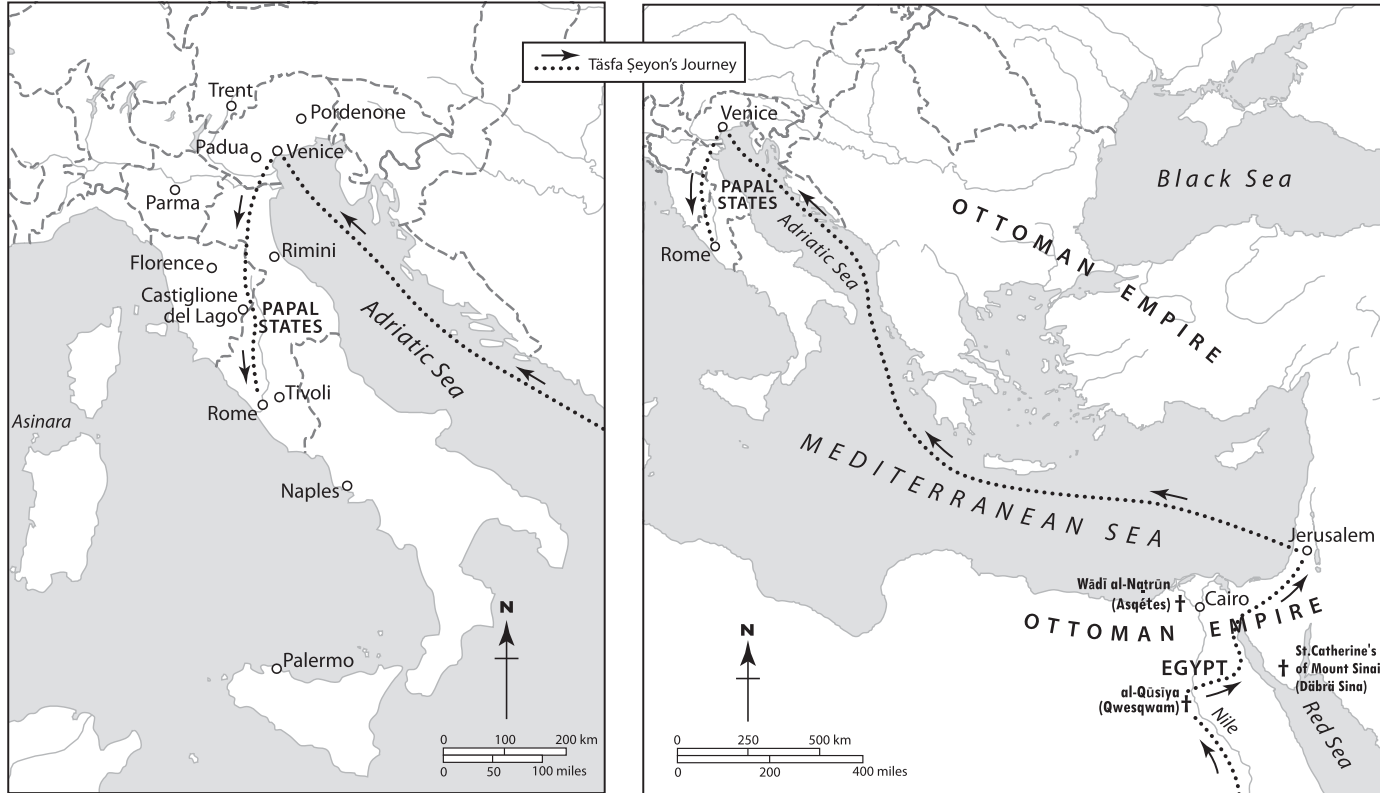 Täsfa Ṣeyon's Journey
Trent
Pordenone
Padua
Venice
Parma
Florence
Rimini
Castiglione
del Lago
PAPAL
STATES
Adriatic Sea
Rome
Tivoli
Asinara
Naples
Palermo
N
0 100 200 km
0 50 100 miles
Venice
PAPAL
STATES
Rome
Adriatic Sea
Black Sea
OTTOMAN EMPIRE
MEDITERRANEAN SEA
Jerusalem
Wādī al-Naṭrūn
(Asqétes)
Cairo
OTTOMAN EMPIRE
EGYPT
St.Catherine's
of Mount Sinai
(Däbrä Sina)
al-Qūsīya
(Qwesqwam)
Nile
Red Sea
N
0 250 500 km
0 200 400 miles